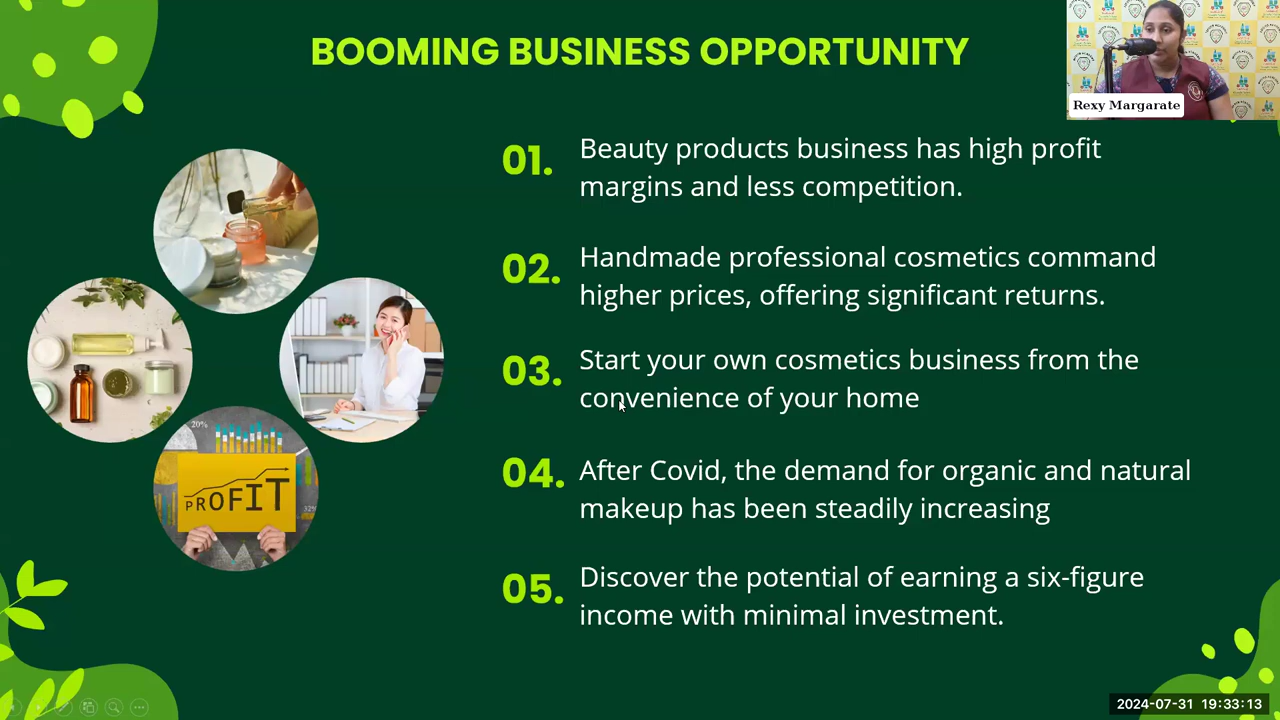 BOOMING BUSINESS OPPORTUNITY
Rexy Margarate
01.
Beauty products business has high profit
margins and less competition.
02.
Handmade professional cosmetics command
higher prices, offering significant returns.
03.
Start your own cosmetics business from the
convenience of your home
04.
After Covid, the demand for organic and natural
makeup has been steadily increasing
05.
Discover the potential of earning a six-figure
income with minimal investment.
20%
PROFIT
32%
2024-07-31 19:33:13